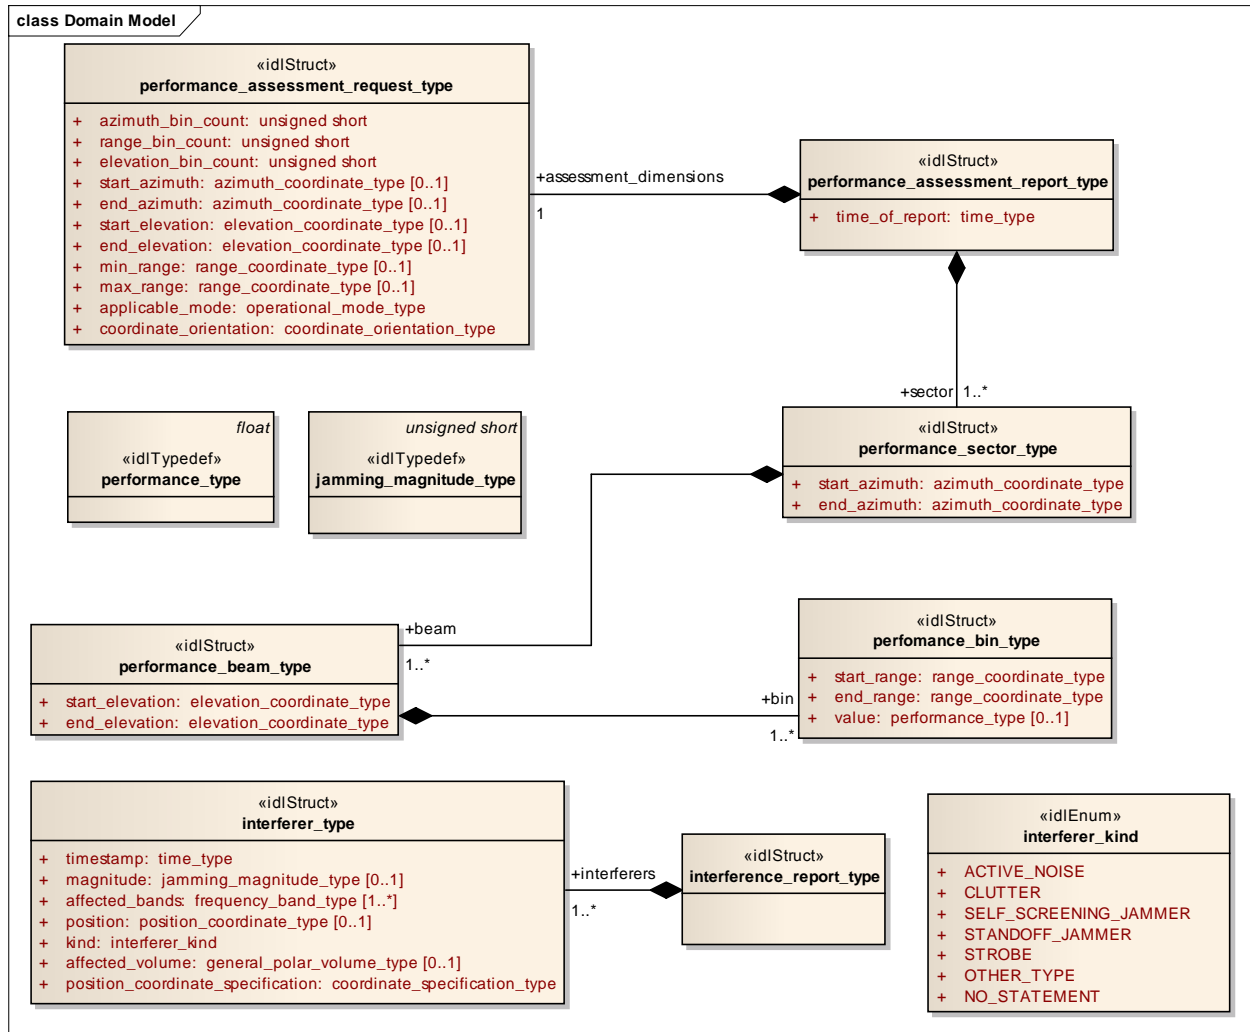 class Domain Model
«idlStruct»
performance_assessment_request_type
+ azimuth_bin_count: unsigned short
+ range_bin_count: unsigned short
+ elevation_bin_count: unsigned short
+ start_azimuth: azimuth_coordinate_type [0..1]
+ end_azimuth: azimuth_coordinate_type [0..1]
+ start_elevation: elevation_coordinate_type [0..1]
+ end_elevation: elevation_coordinate_type [0..1]
+ min_range: range_coordinate_type [0..1]
+ max_range: range_coordinate_type [0..1]
+ applicable_mode: operational_mode_type
+ coordinate_orientation: coordinate_orientation_type
+assessment_dimensions
1
«idlStruct»
performance_assessment_report_type
+ time_of_report: time_type
+sector 1..*
float
«idlTypedef»
performance_type
unsigned short
«idlTypedef»
jamming_magnitude_type
«idlStruct»
performance_sector_type
+ start_azimuth: azimuth_coordinate_type
+ end_azimuth: azimuth_coordinate_type
+beam
1..*
«idlStruct»
performance_beam_type
+ start_elevation: elevation_coordinate_type
+ end_elevation: elevation_coordinate_type
+bin
1..*
«idlStruct»
perfomance_bin_type
+ start_range: range_coordinate_type
+ end_range: range_coordinate_type
+ value: performance_type [0..1]
«idlStruct»
interferer_type
+ timestamp: time_type
+ magnitude: jamming_magnitude_type [0..1]
+ affected_bands: frequency_band_type [1..*]
+ position: position_coordinate_type [0..1]
+ kind: interferer_kind
+ affected_volume: general_polar_volume_type [0..1]
+ position_coordinate_specification: coordinate_specification_type
+interferers
1..*
«idlStruct»
interference_report_type
«idlEnum»
interferer_kind
+ ACTIVE_NOISE
+ CLUTTER
+ SELF_SCREENING_JAMMER
+ STANDOFF_JAMMER
+ STROBE
+ OTHER_TYPE
+ NO_STATEMENT